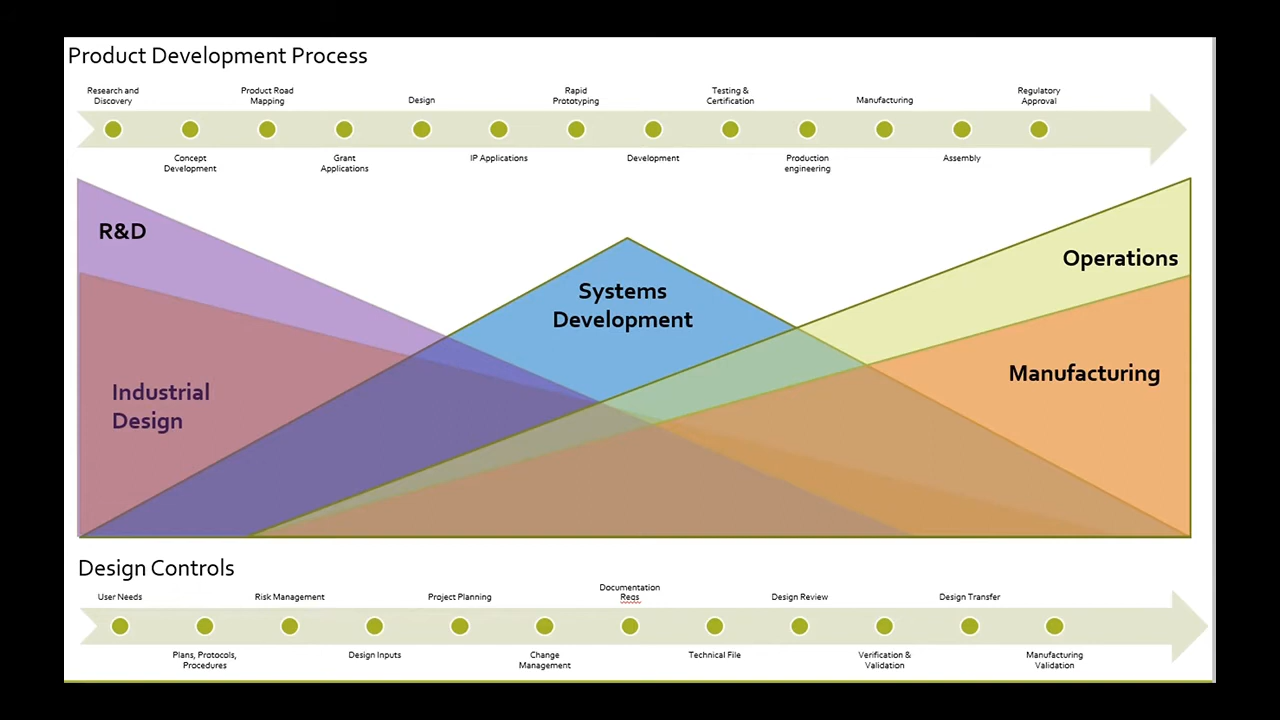 Product Development Process
Research and
Discovery
Product Road
Mapping
Design
Rapid
Prototyping
Testing &
Certification
Manufacturing
Regulatory
Approval
Concept
Development
Grant
Applications
IP Applications
Development
Production
engineering
Assembly
R&D
Operations
Systems
Development
Manufacturing
Industrial
Design
Design Controls
User Needs
Risk Management
Project Planning
Documentation
Reqs
Design Review
Design Transfer
Plans, Protocols,
Procedures
Design Inputs
Change
Management
Technical File
Verification &
Validation
Manufacturing
Validation